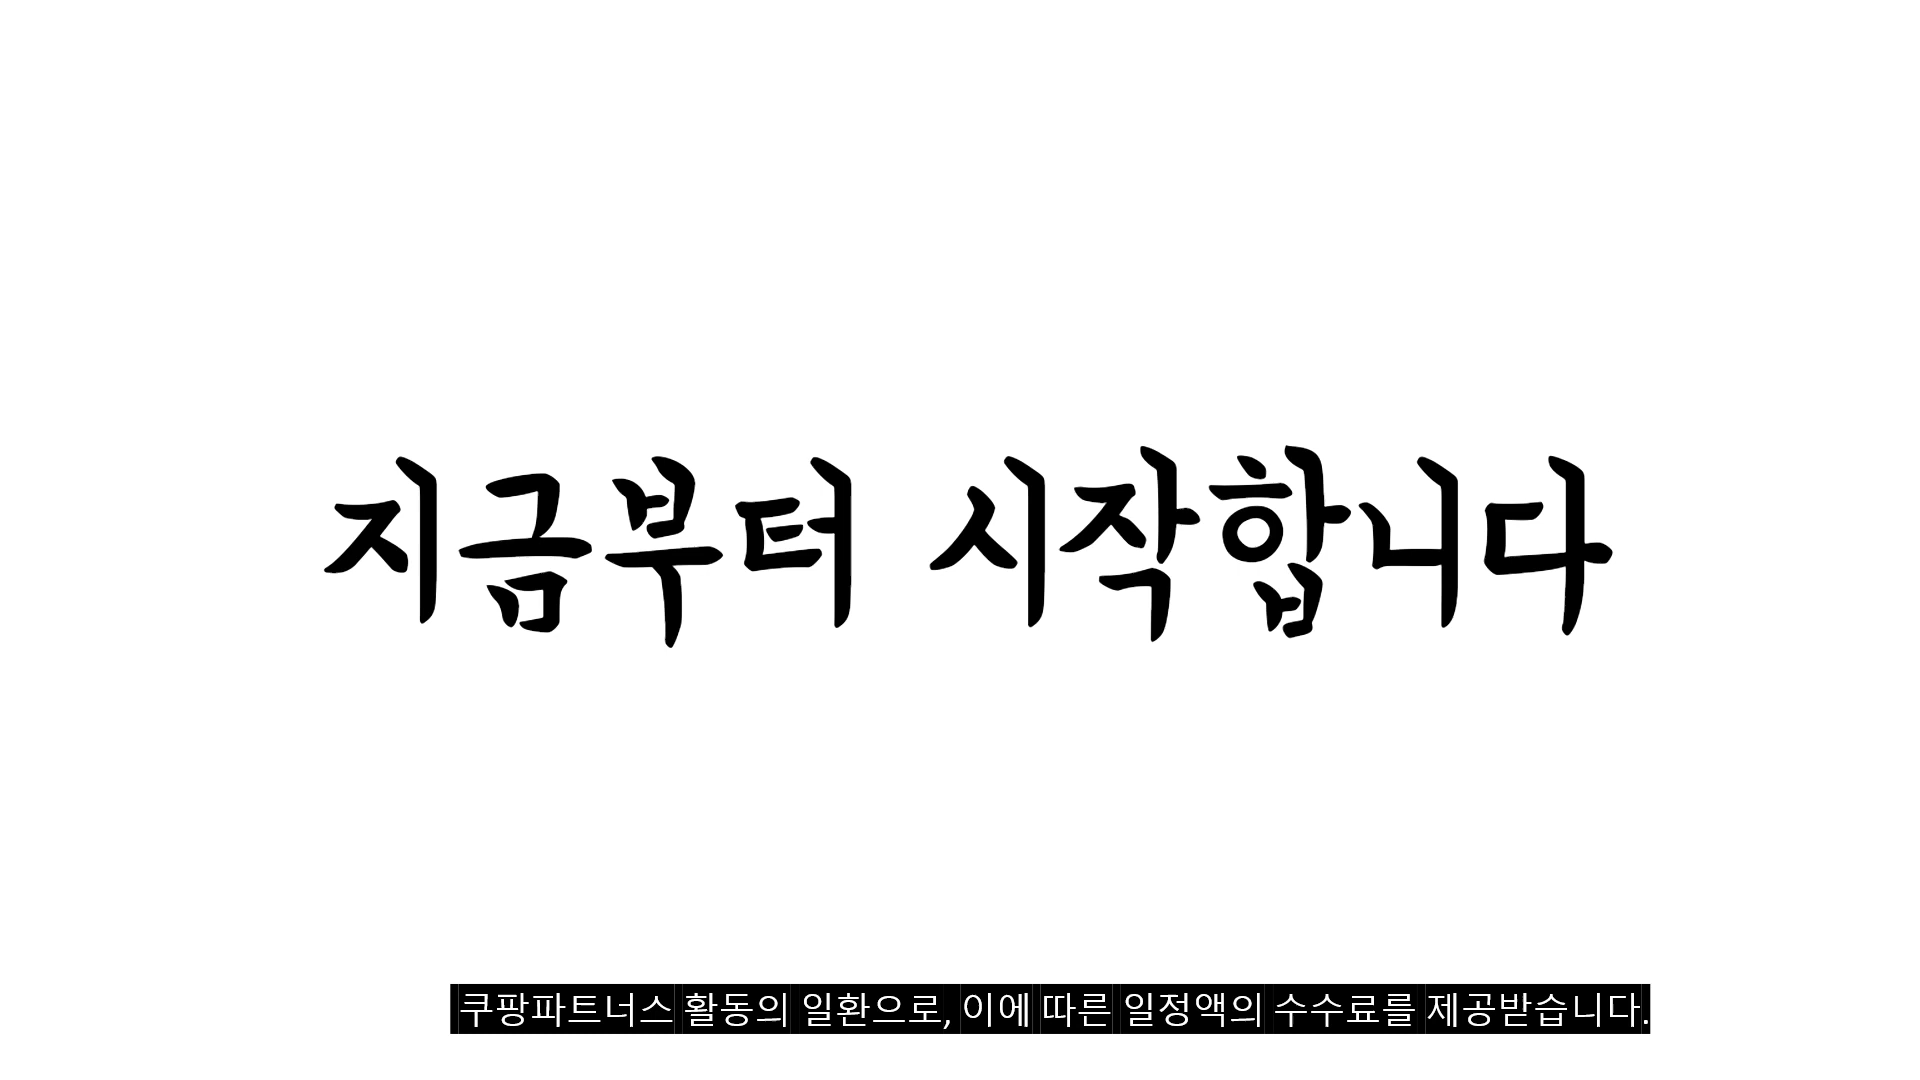 지금부터 시작합니다
쿠팡파트너스 활동의 일환으로, 이에 따른 일정액의 수수료를 제공받습니다.